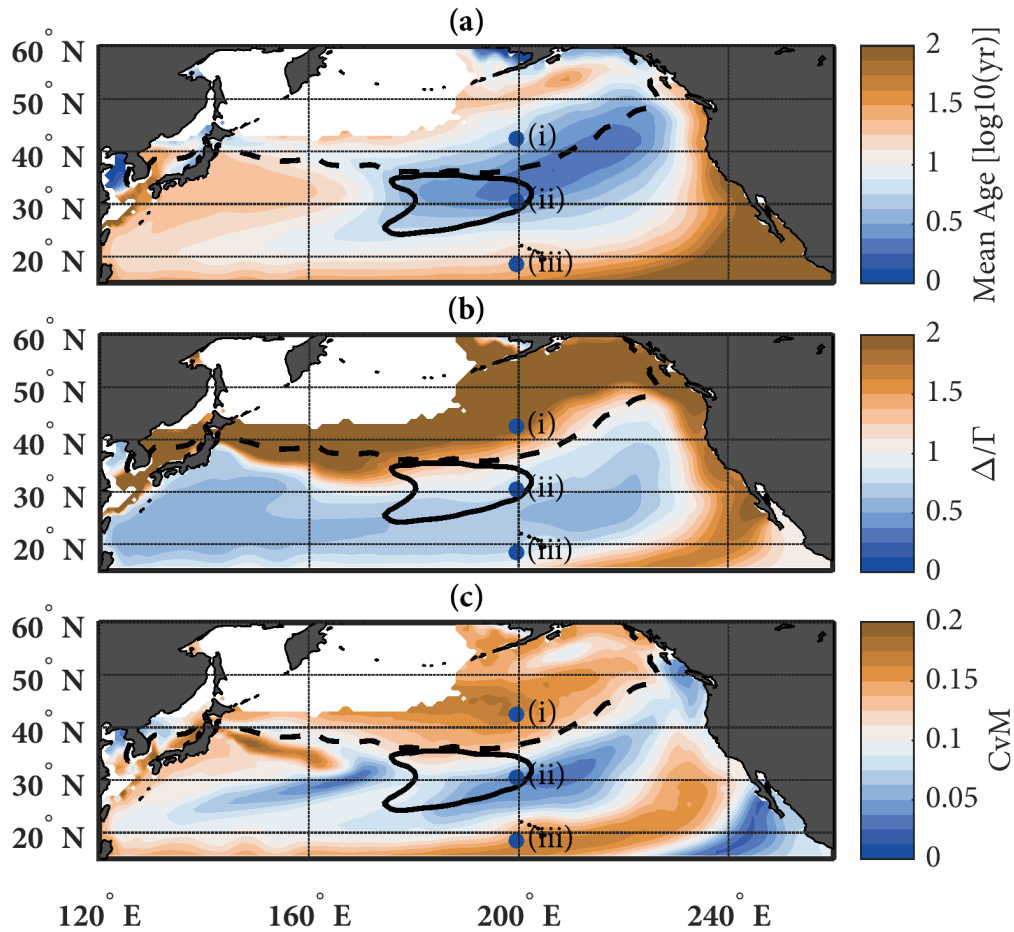 (a)
60° N
50° N
40° N
30° N
20° N
(i)
(ii)
(iii)
2
1.5
1
0.5
0
Mean Age [log10(yr)]
(b)
60° N
50° N
40° N
30° N
20° N
(i)
(ii)
(iii)
2
1.5
1
0.5
0
Δ/Γ
(c)
60° N
50° N
40° N
30° N
20° N
(i)
(ii)
(iii)
0.2
0.15
0.1
0.05
0
CvM
120° E 160° E 200° E 240° E